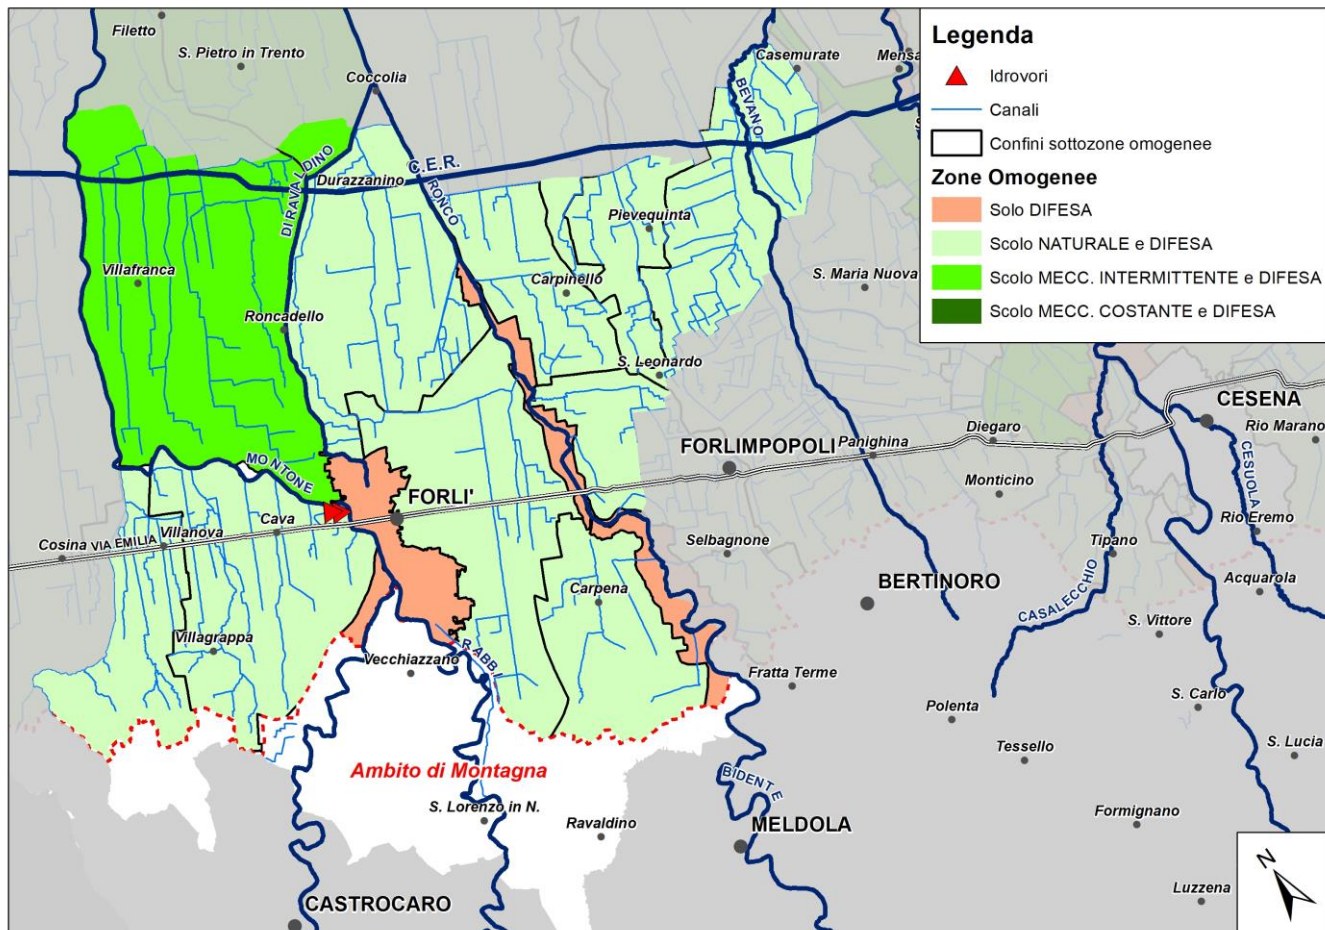 Filetto
S. Pietro in Trento
Coccolia
Casemurate
Mensa
BEVANO
Legenda
Idrovori
Canali
Confini sottozone omogenee
Zone Omogenee
Solo DIFESA
Scolo NATURALE e DIFESA
Scolo MECC. INTERMITTENTE e DIFESA
Scolo MECC. COSTANTE e DIFESA
C.E.R.
Durazzanino
DI RAVALDINO
RONCO
Pievequinta
Villafranca
Carpinello
S. Maria Nuova
Roncadello
S. Leonardo
CESENA
Rio Marano
Diegaro
FORLIMPOPOLI
Panighina
MONTONE
CESUOLA
Monticino
FORLI'
Cava
Villanova
Rio Eremo
Cosina
VIA EMILIA
Selbagnone
Tipano
BERTINORO
Acquarola
Carpena
CASALECCHIO
S. Vittore
Villagrappa
RABBI
Vecchiazzano
Fratta Terme
S. Carlo
Polenta
Tessello
S. Lucia
Ambito di Montagna
BIDENTE
S. Lorenzo in N.
Ravaldino
MELDOLA
Formignano
N
Luzzena
CASTROCARO